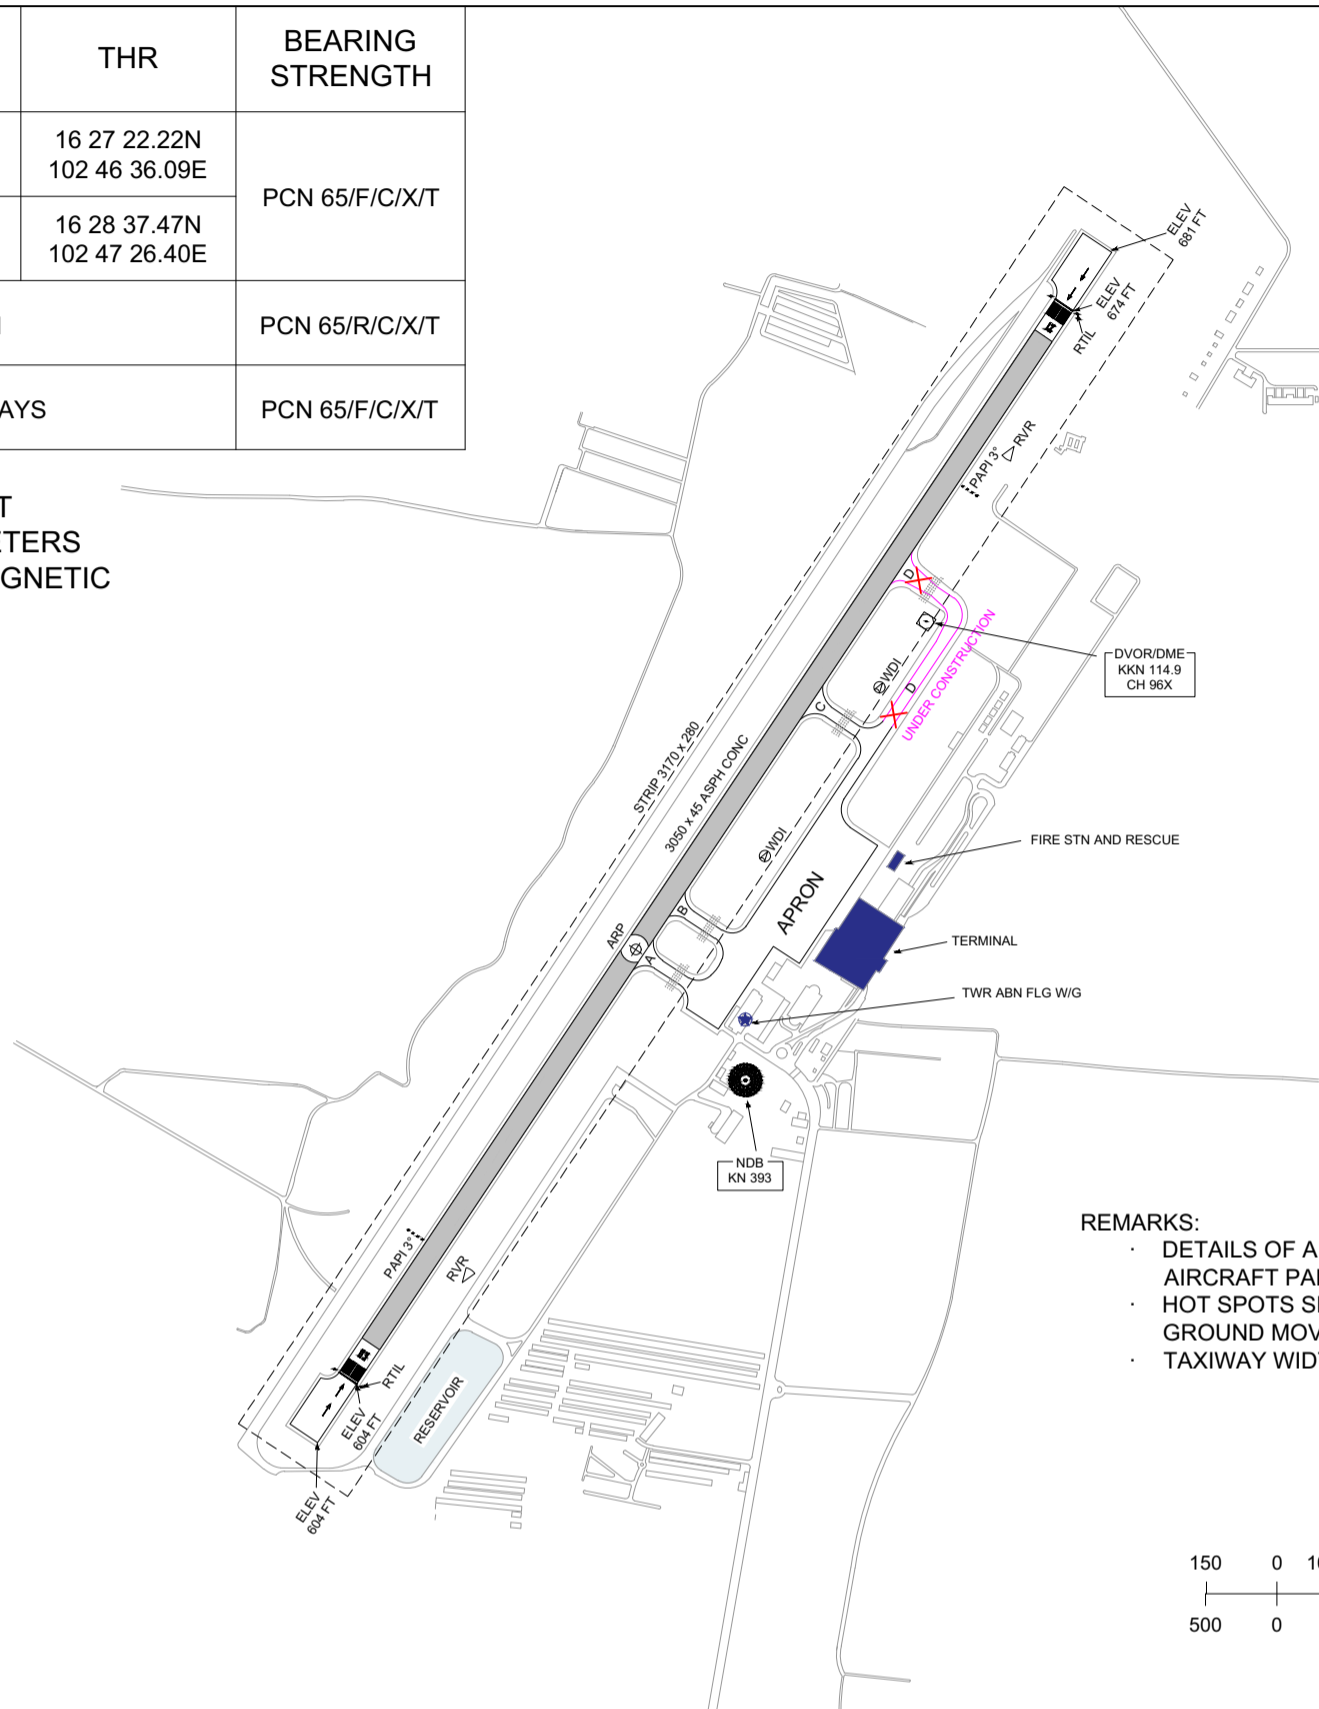 THR
BEARING
STRENGTH
16 27 22.22N
102 46 36.09E
PCN 65/F/C/X/T
16 28 37.47N
102 47 26.40E
PCN 65/R/C/X/T
AYS
PCN 65/F/C/X/T
T
ETERS
GNETIC
ELEV
681 FT
ELEV
674 FT
RTIL
RVR
PAPI 3°
D
DVOR/DME
KKN 114.9
CH 96X
WDI
D
UNDER CONSTRUCTION
C
STRIP 3170 x 280
3050 x 45 ASPH CONC
WDI
FIRE STN AND RESCUE
APRON
B
ARP
A
TERMINAL
TWR ABN FLG W/G
NDB
KN 393
PAPI 3°
RVR
RTIL
RESERVOIR
ELEV
604 FT
ELEV
604 FT
REMARKS:
· DETAILS OF A
AIRCRAFT PA
· HOT SPOTS S
GROUND MOV
· TAXIWAY WID
150 0 1
500 0